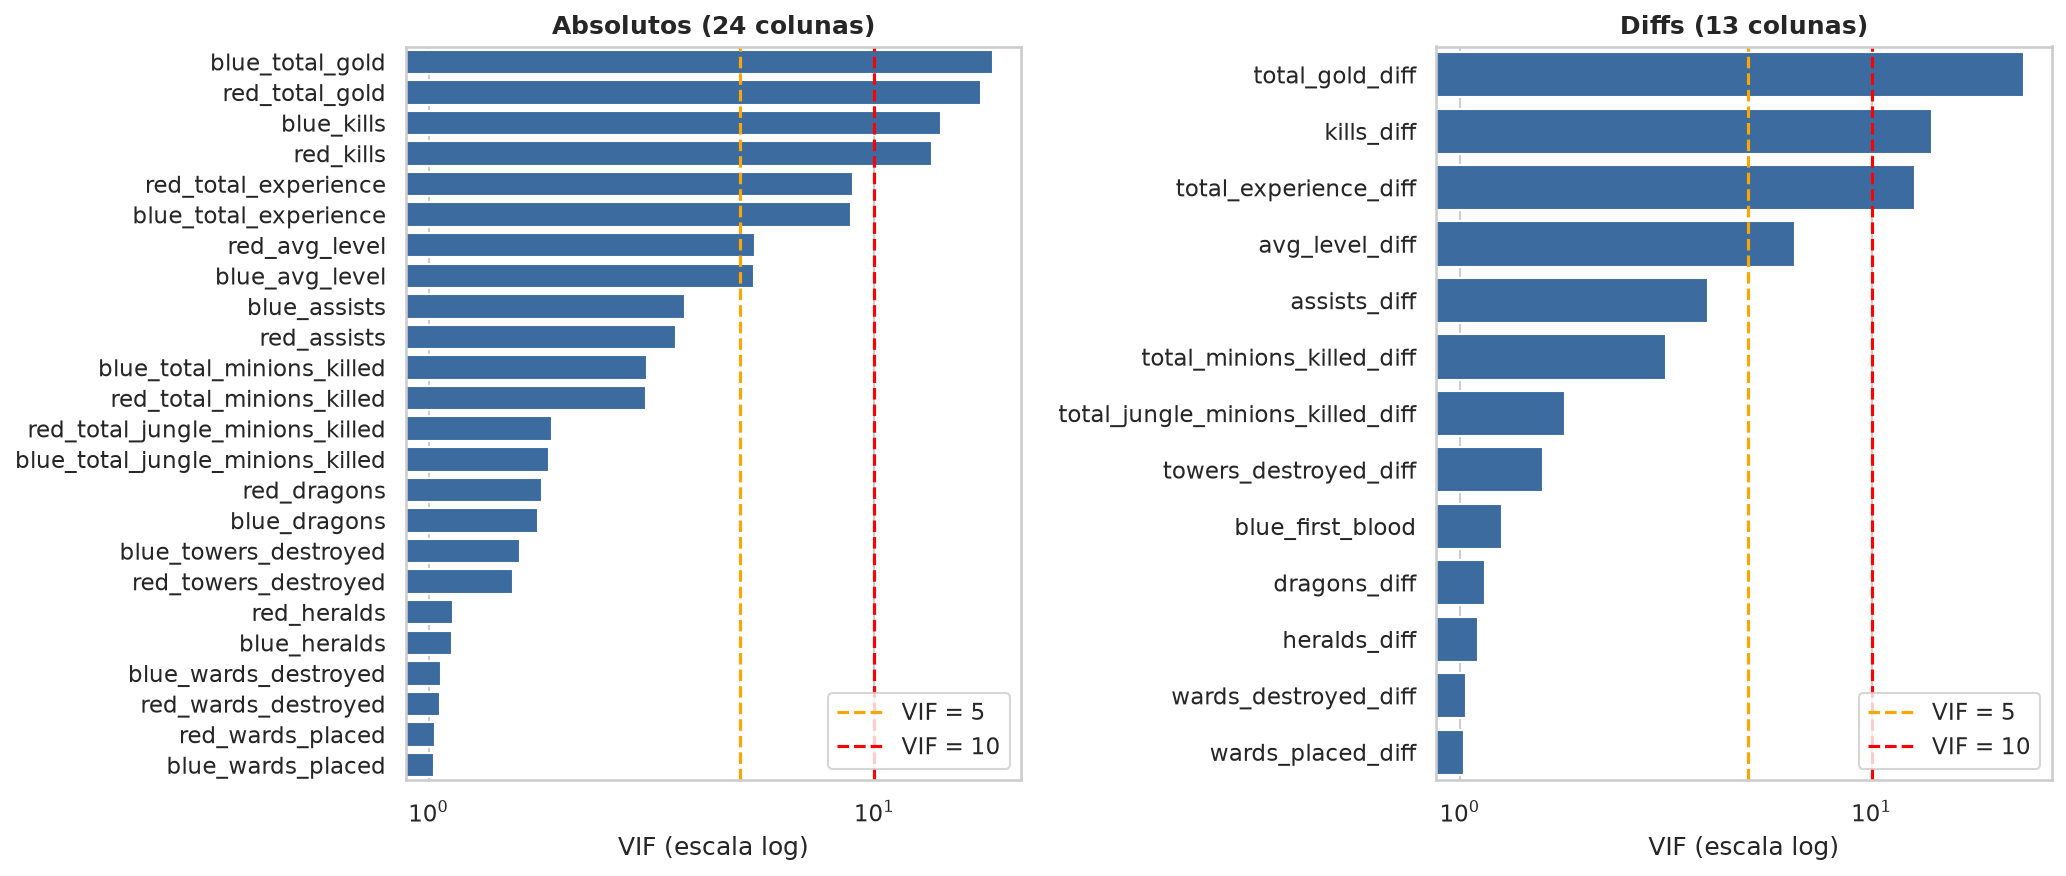 Absolutos (24 colunas)
blue_total_gold
red_total_gold
blue_kills
red_kills
red_total_experience
blue_total_experience
red_avg_level
blue_avg_level
blue_assists
red_assists
blue_total_minions_killed
red_total_minions_killed
red_total_jungle_minions_killed
blue_total_jungle_minions_killed
red_dragons
blue_dragons
blue_towers_destroyed
red_towers_destroyed
red_heralds
blue_heralds
blue_wards_destroyed
red_wards_destroyed
red_wards_placed
blue_wards_placed
VIF = 5
VIF = 10
10⁰ 10¹
VIF (escala log)
Diffs (13 colunas)
total_gold_diff
kills_diff
total_experience_diff
avg_level_diff
assists_diff
total_minions_killed_diff
total_jungle_minions_killed_diff
towers_destroyed_diff
blue_first_blood
dragons_diff
heralds_diff
wards_destroyed_diff
wards_placed_diff
VIF = 5
VIF = 10
10⁰ 10¹
VIF (escala log)